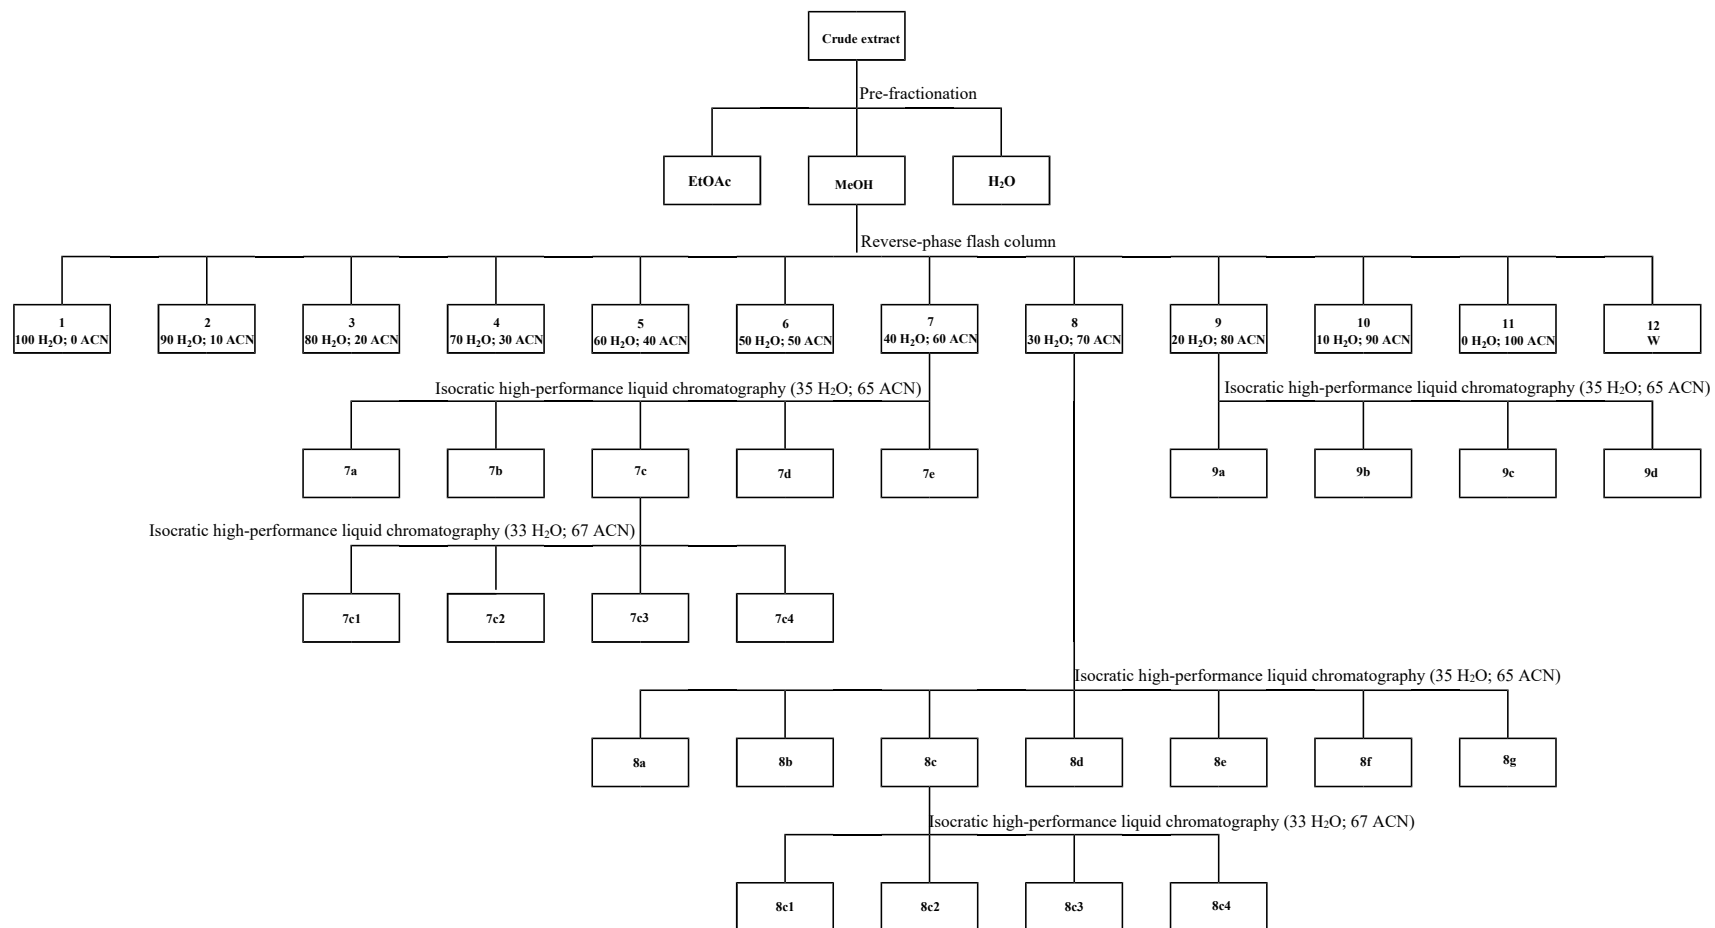 Crude extract
Pre-fractionation
EtOAc
MeOH
H₂O
Reverse-phase flash column
1
100 H₂O; 0 ACN
2
90 H₂O; 10 ACN
3
80 H₂O; 20 ACN
4
70 H₂O; 30 ACN
5
60 H₂O; 40 ACN
6
50 H₂O; 50 ACN
7
40 H₂O; 60 ACN
8
30 H₂O; 70 ACN
9
20 H₂O; 80 ACN
10
10 H₂O; 90 ACN
11
0 H₂O; 100 ACN
12
W
Isocratic high-performance liquid chromatography (35 H₂O; 65 ACN)
Isocratic high-performance liquid chromatography (35 H₂O; 65 ACN)
7a
7b
7c
7d
7e
9a
9b
9c
9d
Isocratic high-performance liquid chromatography (33 H₂O; 67 ACN)
7c1
7c2
7c3
7c4
Isocratic high-performance liquid chromatography (35 H₂O; 65 ACN)
8a
8b
8c
8d
8e
8f
8g
Isocratic high-performance liquid chromatography (33 H₂O; 67 ACN)
8c1
8c2
8c3
8c4